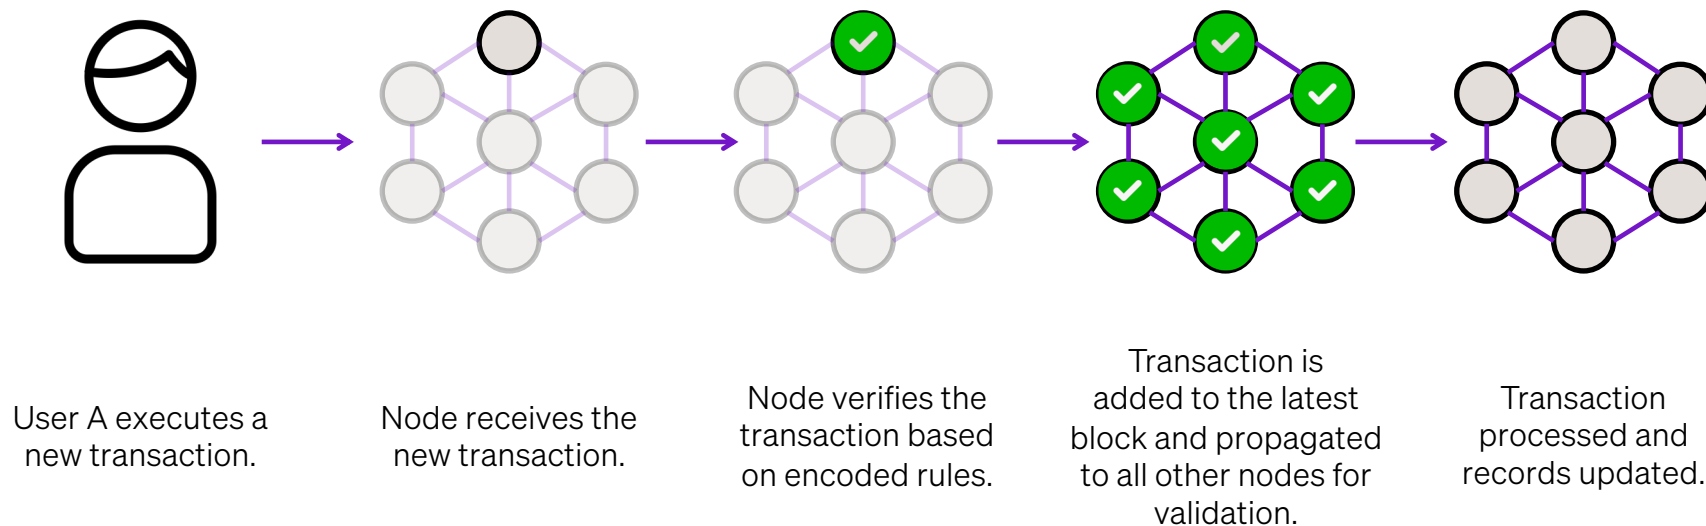 User A executes a
new transaction.
Node receives the
new transaction.
Node verifies the
transaction based
on encoded rules.
Transaction is
added to the latest
block and propagated
to all other nodes for
validation.
Transaction
processed and
records updated.